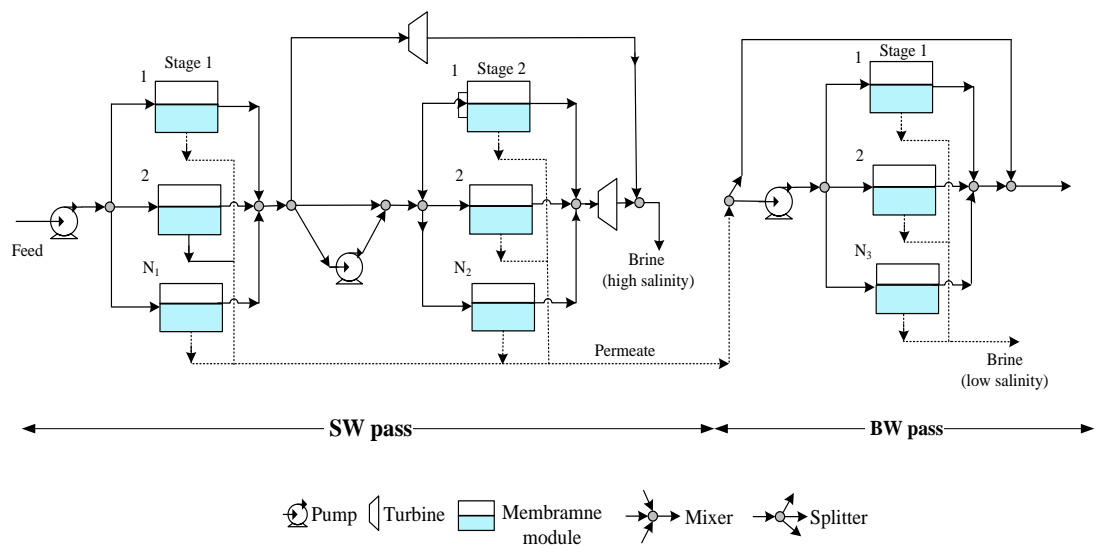 Stage 1
1
2
N1
Feed
1
Stage 2
2
N2
Brine
(high salinity)
Permeate
Stage 1
1
2
N3
Brine
(low salinity)
SW pass
BW pass
Pump
Turbine
Membramne
module
Mixer
Splitter